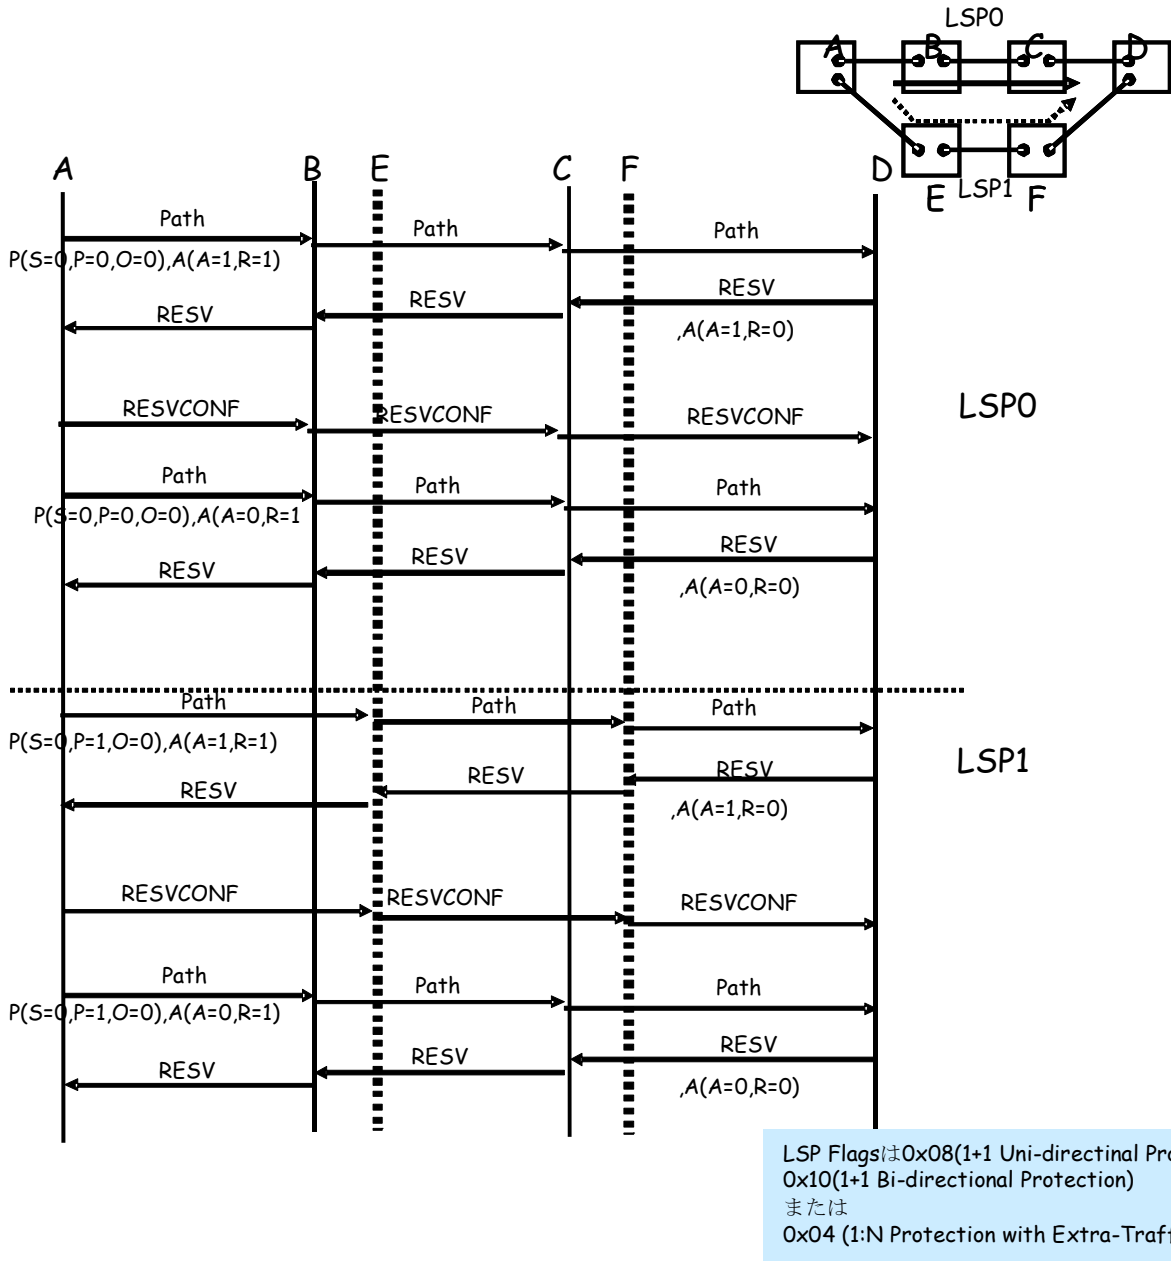 LSP0
A B C D
E LSP1 F
A B E C F D
Path Path Path
P(S=0,P=0,O=0),A(A=1,R=1)
RESV RESV RESV
,A(A=1,R=0)
LSP0
RESVCONF RESVCONF RESVCONF
Path Path Path
P(S=0,P=0,O=0),A(A=0,R=1
RESV RESV RESV
,A(A=0,R=0)
Path Path Path
P(S=0,P=1,O=0),A(A=1,R=1)
LSP1
RESV RESV RESV
,A(A=1,R=0)
RESVCONF RESVCONF RESVCONF
Path Path Path
P(S=0,P=1,O=0),A(A=0,R=1)
RESV RESV RESV
,A(A=0,R=0)
LSP Flagsは0x08(1+1 Uni-directinal
0x10(1+1 Bi-directional Protection)
または
0x04 (1:N Protection with